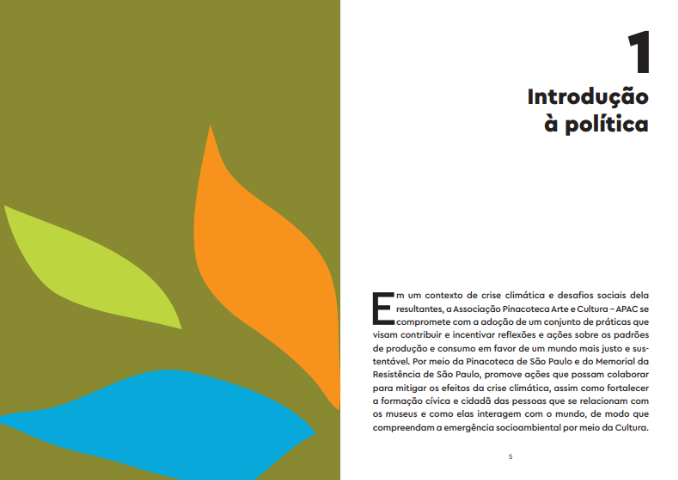 1
Introdução
à política
Em um contexto de crise climática e desafios sociais dela
resultantes, a Associação Pinacoteca Arte e Cultura – APAC se
compromete com a adoção de um conjunto de práticas que
visam contribuir e incentivar reflexões e ações sobre os padrões
de produção e consumo em favor de um mundo mais justo e sus-
tentável. Por meio da Pinacoteca de São Paulo e do Memorial da
Resistência de São Paulo, promove ações que possam colaborar
para mitigar os efeitos da crise climática, assim como fortalecer
a formação cívica e cidadã das pessoas que se relacionam com
os museus e como elas interagem com o mundo, de modo que
compreendam a emergência socioambiental por meio da Cultura.
5